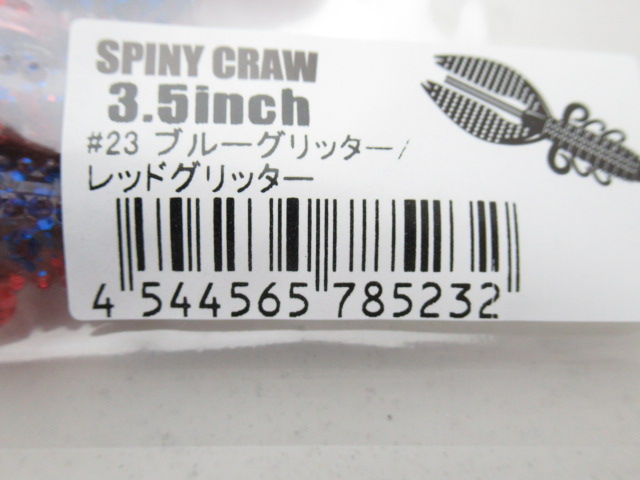 SPINY CRAW
3.5inch
#23 ブルーグリッター/
レッドグリッター
4 544565 785232